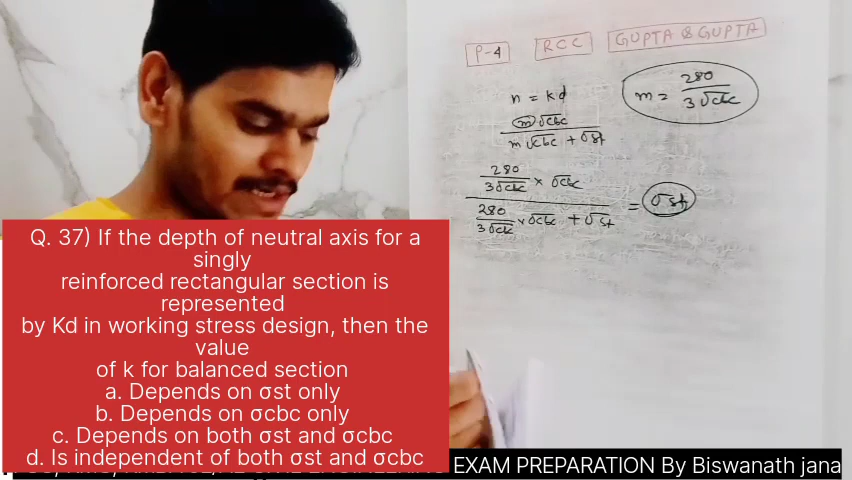 P-4 RCC GUPTA & GUPTA
n = kd
m = 280 / 3σcbc
mσcbc / mσcbc + σst
280 / 3σcbc × σcbc
280 / 3σcbc × σcbc + σst = σst
Q. 37) If the depth of neutral axis for a
singly
reinforced rectangular section is
represented
by Kd in working stress design, then the
value
of k for balanced section
a. Depends on σst only
b. Depends on σcbc only
c. Depends on both σst and σcbc
d. Is independent of both σst and σcbc
EXAM PREPARATION By Biswanath jana